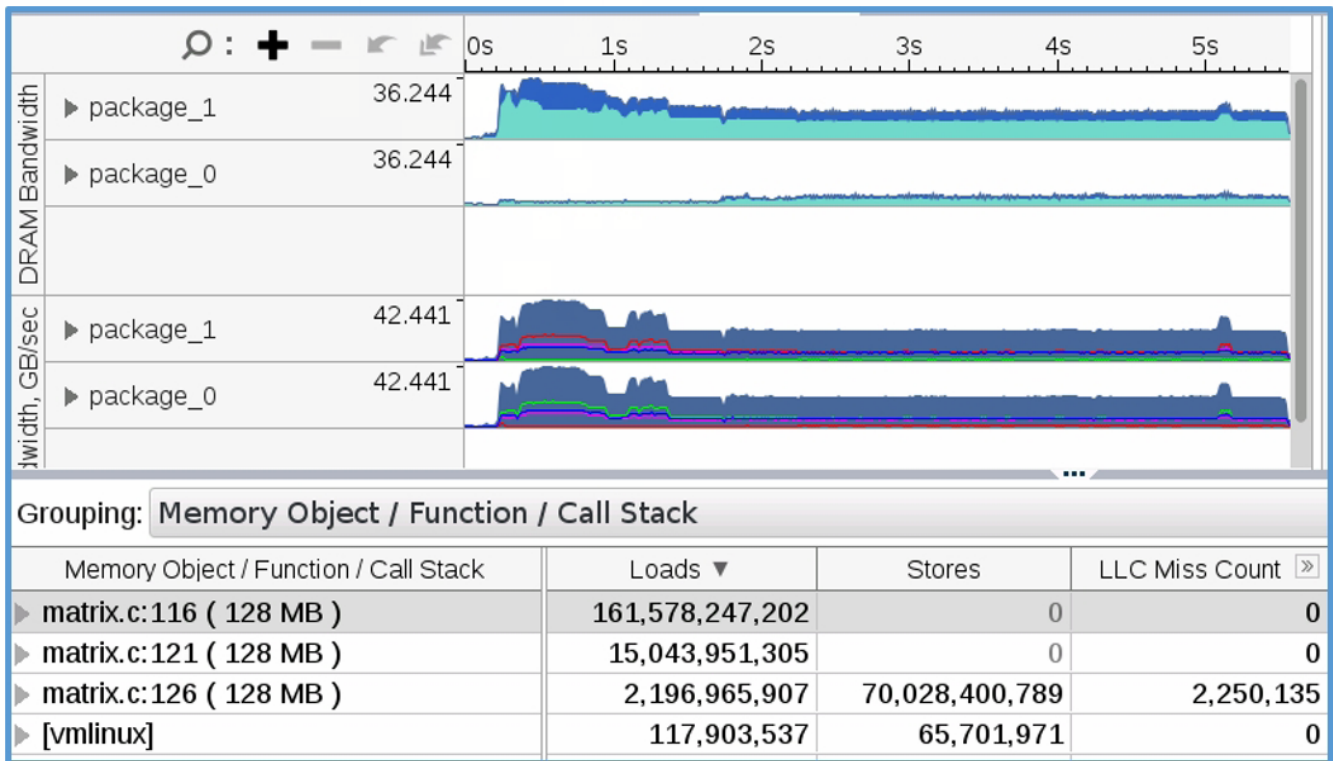 0s 1s 2s 3s 4s 5s
DRAM Bandwidth
package_1 36.244
package_0 36.244
dwidth, GB/sec
package_1 42.441
package_0 42.441
Grouping: Memory Object / Function / Call Stack
Memory Object / Function / Call Stack Loads ▼ Stores LLC Miss Count »
matrix.c:116 ( 128 MB ) 161,578,247,202 0 0
matrix.c:121 ( 128 MB ) 15,043,951,305 0 0
matrix.c:126 ( 128 MB ) 2,196,965,907 70,028,400,789 2,250,135
[vmlinux] 117,903,537 65,701,971 0